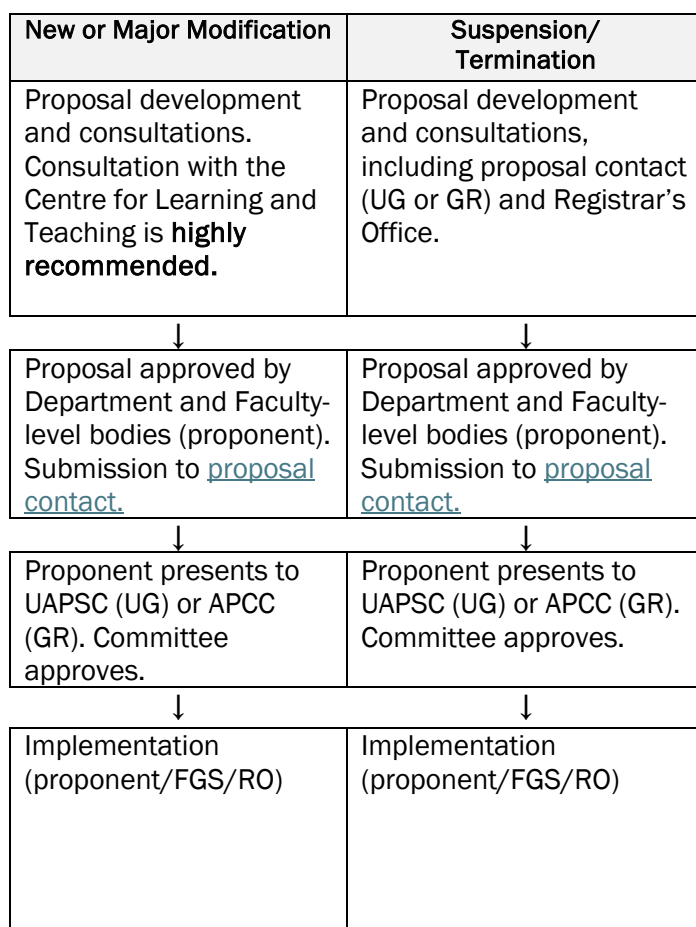 New or Major Modification
Suspension/
Termination
Proposal development
and consultations.
Consultation with the
Centre for Learning and
Teaching is highly
recommended.
Proposal development
and consultations,
including proposal contact
(UG or GR) and Registrar’s
Office.
↓
↓
Proposal approved by
Department and Faculty-
level bodies (proponent).
Submission to proposal
contact.
Proposal approved by
Department and Faculty-
level bodies (proponent).
Submission to proposal
contact.
↓
↓
Proponent presents to
UAPSC (UG) or APCC
(GR). Committee
approves.
Proponent presents to
UAPSC (UG) or APCC (GR).
Committee approves.
↓
↓
Implementation
(proponent/FGS/RO)
Implementation
(proponent/FGS/RO)